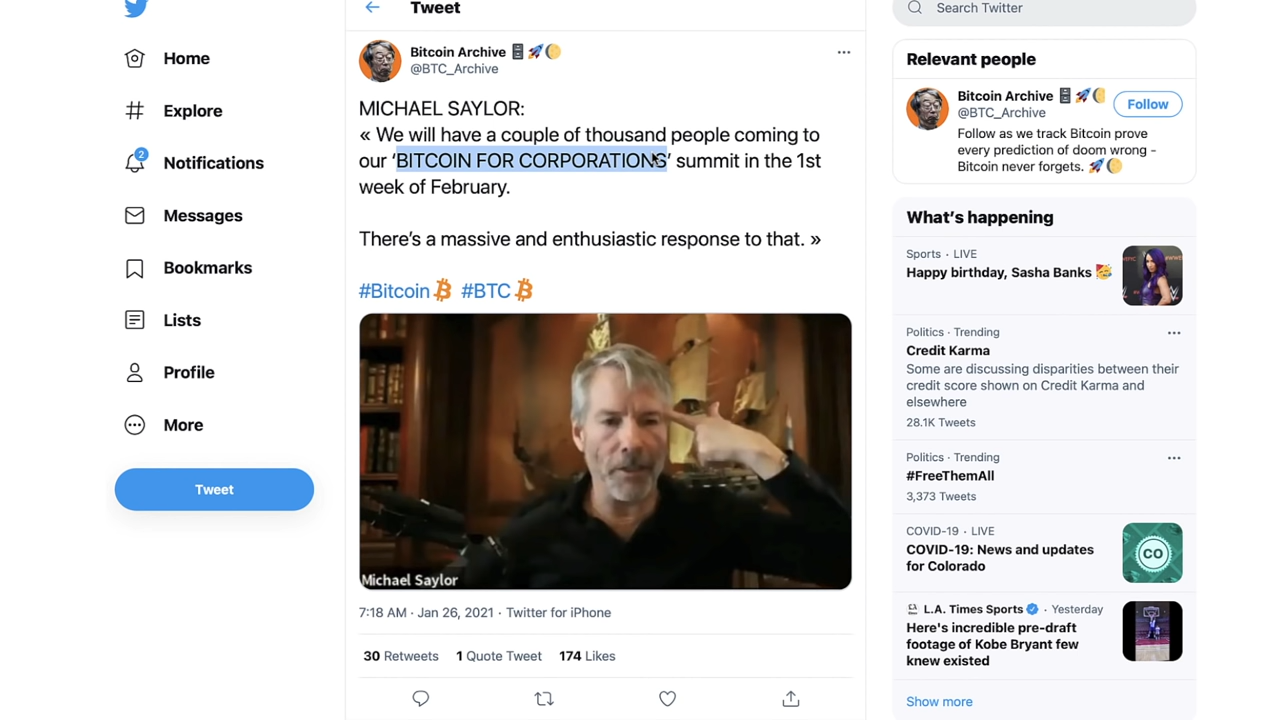 Tweet
Search Twitter
Home
Explore
2
Notifications
Messages
Bookmarks
Lists
Profile
More
Tweet
Bitcoin Archive
@BTC_Archive
MICHAEL SAYLOR:
« We will have a couple of thousand people coming to
our ‘BITCOIN FOR CORPORATIONS’ summit in the 1st
week of February.
There’s a massive and enthusiastic response to that. »
#Bitcoin #BTC
Michael Saylor
7:18 AM · Jan 26, 2021 · Twitter for iPhone
30 Retweets 1 Quote Tweet 174 Likes
Relevant people
Bitcoin Archive
@BTC_Archive
Follow
Follow as we track Bitcoin prove
every prediction of doom wrong -
Bitcoin never forgets.
What’s happening
Sports · LIVE
Happy birthday, Sasha Banks
Politics · Trending
Credit Karma
Some are discussing disparities between their
credit score shown on Credit Karma and
elsewhere
28.1K Tweets
Politics · Trending
#FreeThemAll
3,373 Tweets
COVID-19 · LIVE
COVID-19: News and updates
for Colorado
CO
L.A. Times Sports · Yesterday
Here's incredible pre-draft
footage of Kobe Bryant few
knew existed
Show more